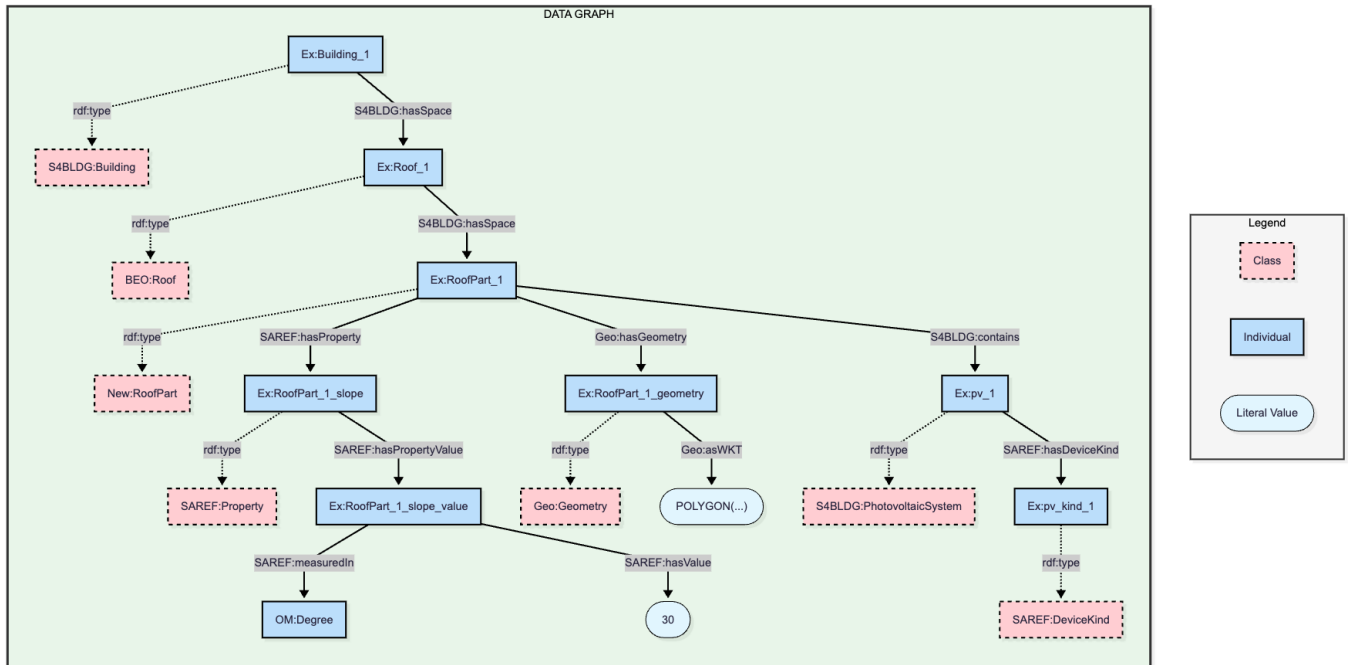 DATA GRAPH
Ex:Building_1
rdf:type
S4BLDG:hasSpace
S4BLDG:Building
Ex:Roof_1
rdf:type
S4BLDG:hasSpace
BEO:Roof
Ex:RoofPart_1
rdf:type
SAREF:hasProperty
Geo:hasGeometry
S4BLDG:contains
New:RoofPart
Ex:RoofPart_1_slope
Ex:RoofPart_1_geometry
Ex:pv_1
rdf:type
SAREF:hasPropertyValue
rdf:type
Geo:asWKT
rdf:type
SAREF:hasDeviceKind
SAREF:Property
Ex:RoofPart_1_slope_value
Geo:Geometry
POLYGON(...)
S4BLDG:PhotovoltaicSystem
Ex:pv_kind_1
SAREF:measuredIn
SAREF:hasValue
rdf:type
OM:Degree
30
SAREF:DeviceKind
Legend
Class
Individual
Literal Value